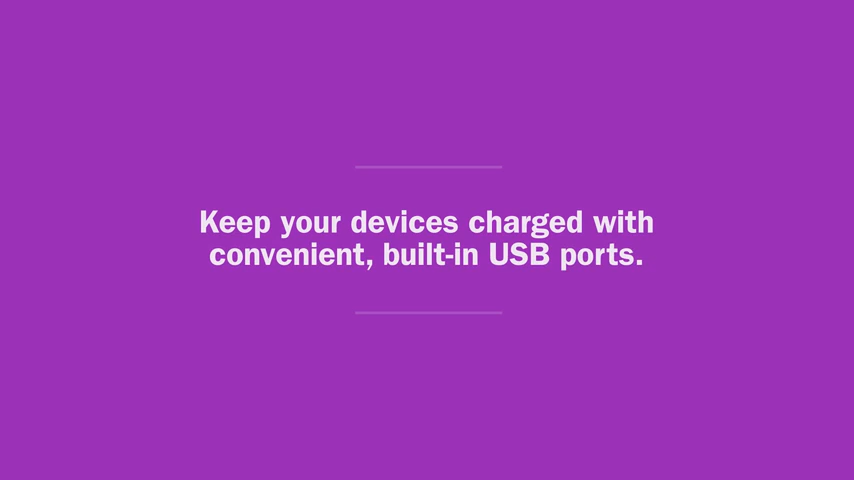 Keep your devices charged with
convenient, built-in USB ports.